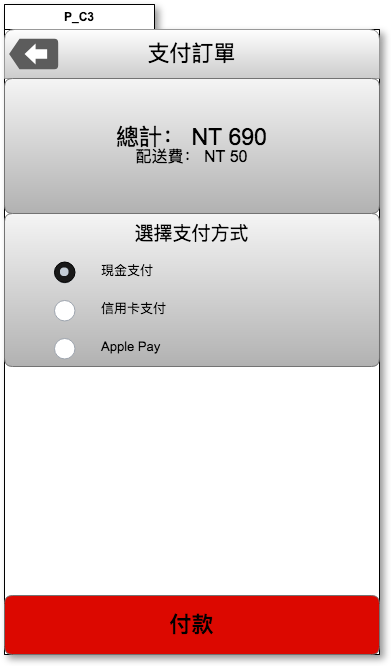 P_C3
支付訂單
總計： NT 690
配送費： NT 50
選擇支付方式
現金支付
信用卡支付
Apple Pay
付款